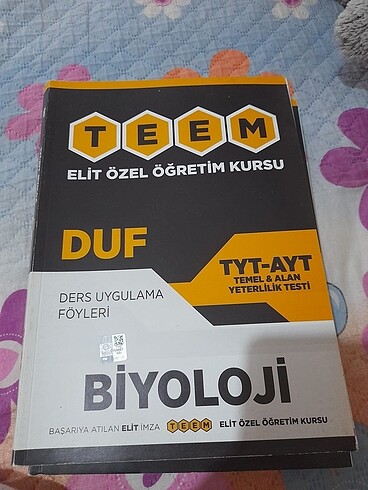 TEEM
ELİT ÖZEL ÖĞRETİM KURSU
DUF
TYT-AYT
TEMEL & ALAN
YETERLİLİK TESTİ
DERS UYGULAMA
FÖYLERİ
BİYOLOJİ
BAŞARIYA ATILAN ELİT İMZA TEEM ELİT ÖZEL ÖĞRETİM KURSU